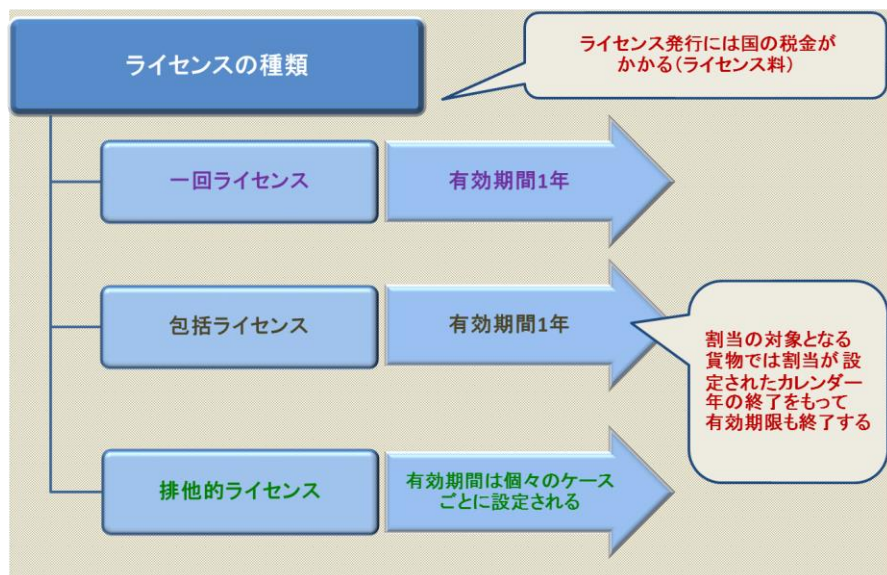 ライセンスの種類
ライセンス発行には国の税金が
かかる(ライセンス料)
一回ライセンス
有効期間1年
包括ライセンス
有効期間1年
割当の対象となる
貨物では割当が設
定されたカレンダー
年の終了をもって
有効期限も終了する
排他的ライセンス
有効期間は個々のケース
ごとに設定される